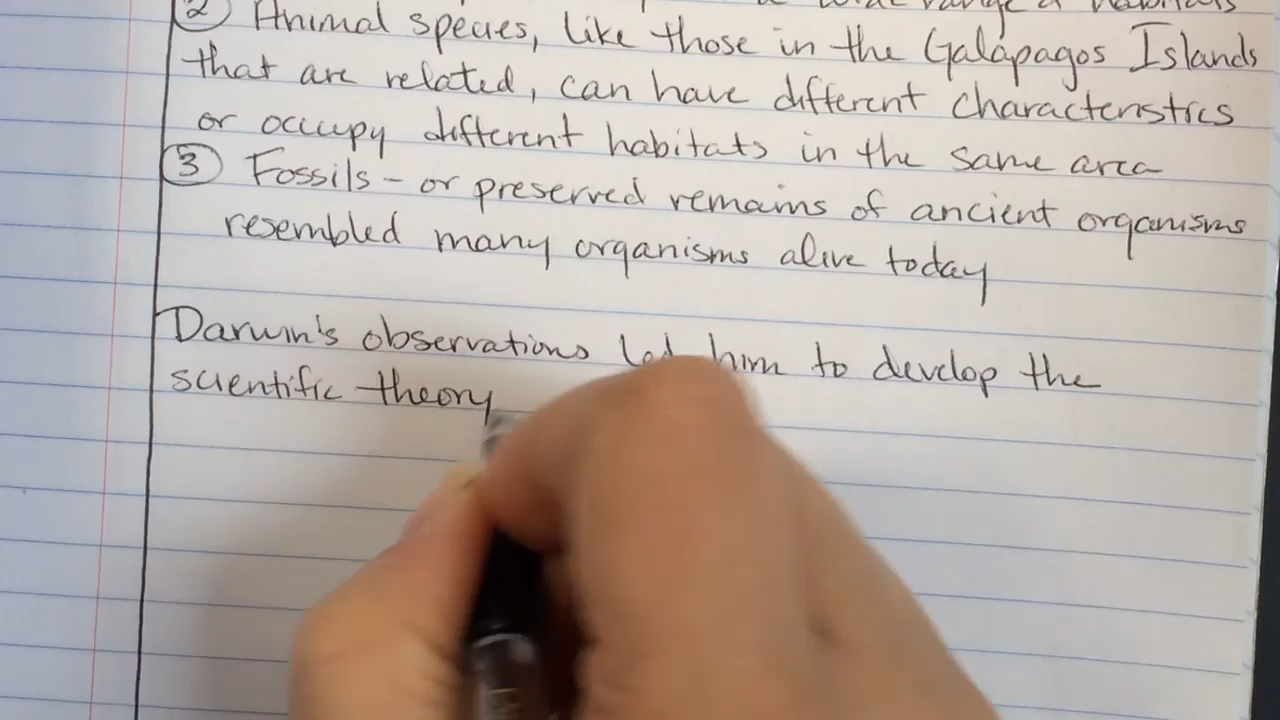 ② Animal species, like those in the Galápagos Islands
that are related, can have different characteristics
or occupy different habitats in the same area
③ Fossils - or preserved remains of ancient organisms
resembled many organisms alive today
Darwin's observations led him to develop the
scientific theory